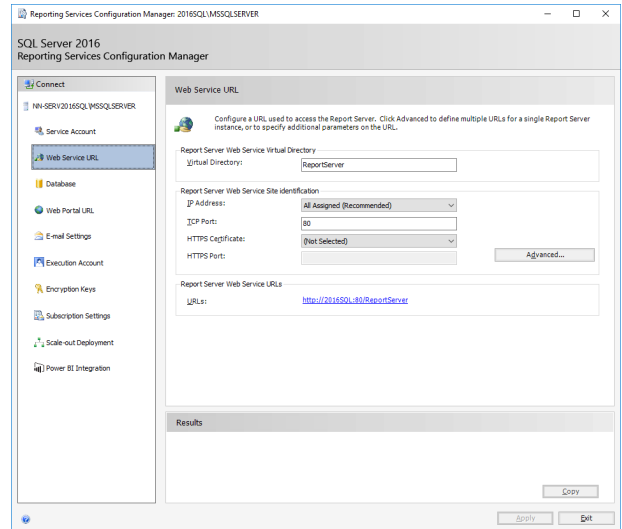 Reporting Services Configuration Manager: 2016SQL\MSSQLSERVER
SQL Server 2016
Reporting Services Configuration Manager
Connect
NN-SERV2016SQL\MSSQLSERVER
Service Account
Web Service URL
Database
Web Portal URL
E-mail Settings
Execution Account
Encryption Keys
Subscription Settings
Scale-out Deployment
Power BI Integration
Web Service URL
Configure a URL used to access the Report Server. Click Advanced to define multiple URLs for a single Report Server
instance, or to specify additional parameters on the URL.
Report Server Web Service Virtual Directory
Virtual Directory: ReportServer
Report Server Web Service Site identification
IP Address: All Assigned (Recommended)
TCP Port: 80
HTTPS Certificate: (Not Selected)
HTTPS Port:
Advanced...
Report Server Web Service URLs
URLs: http://2016SQL:80/ReportServer
Results
Copy
Apply Exit